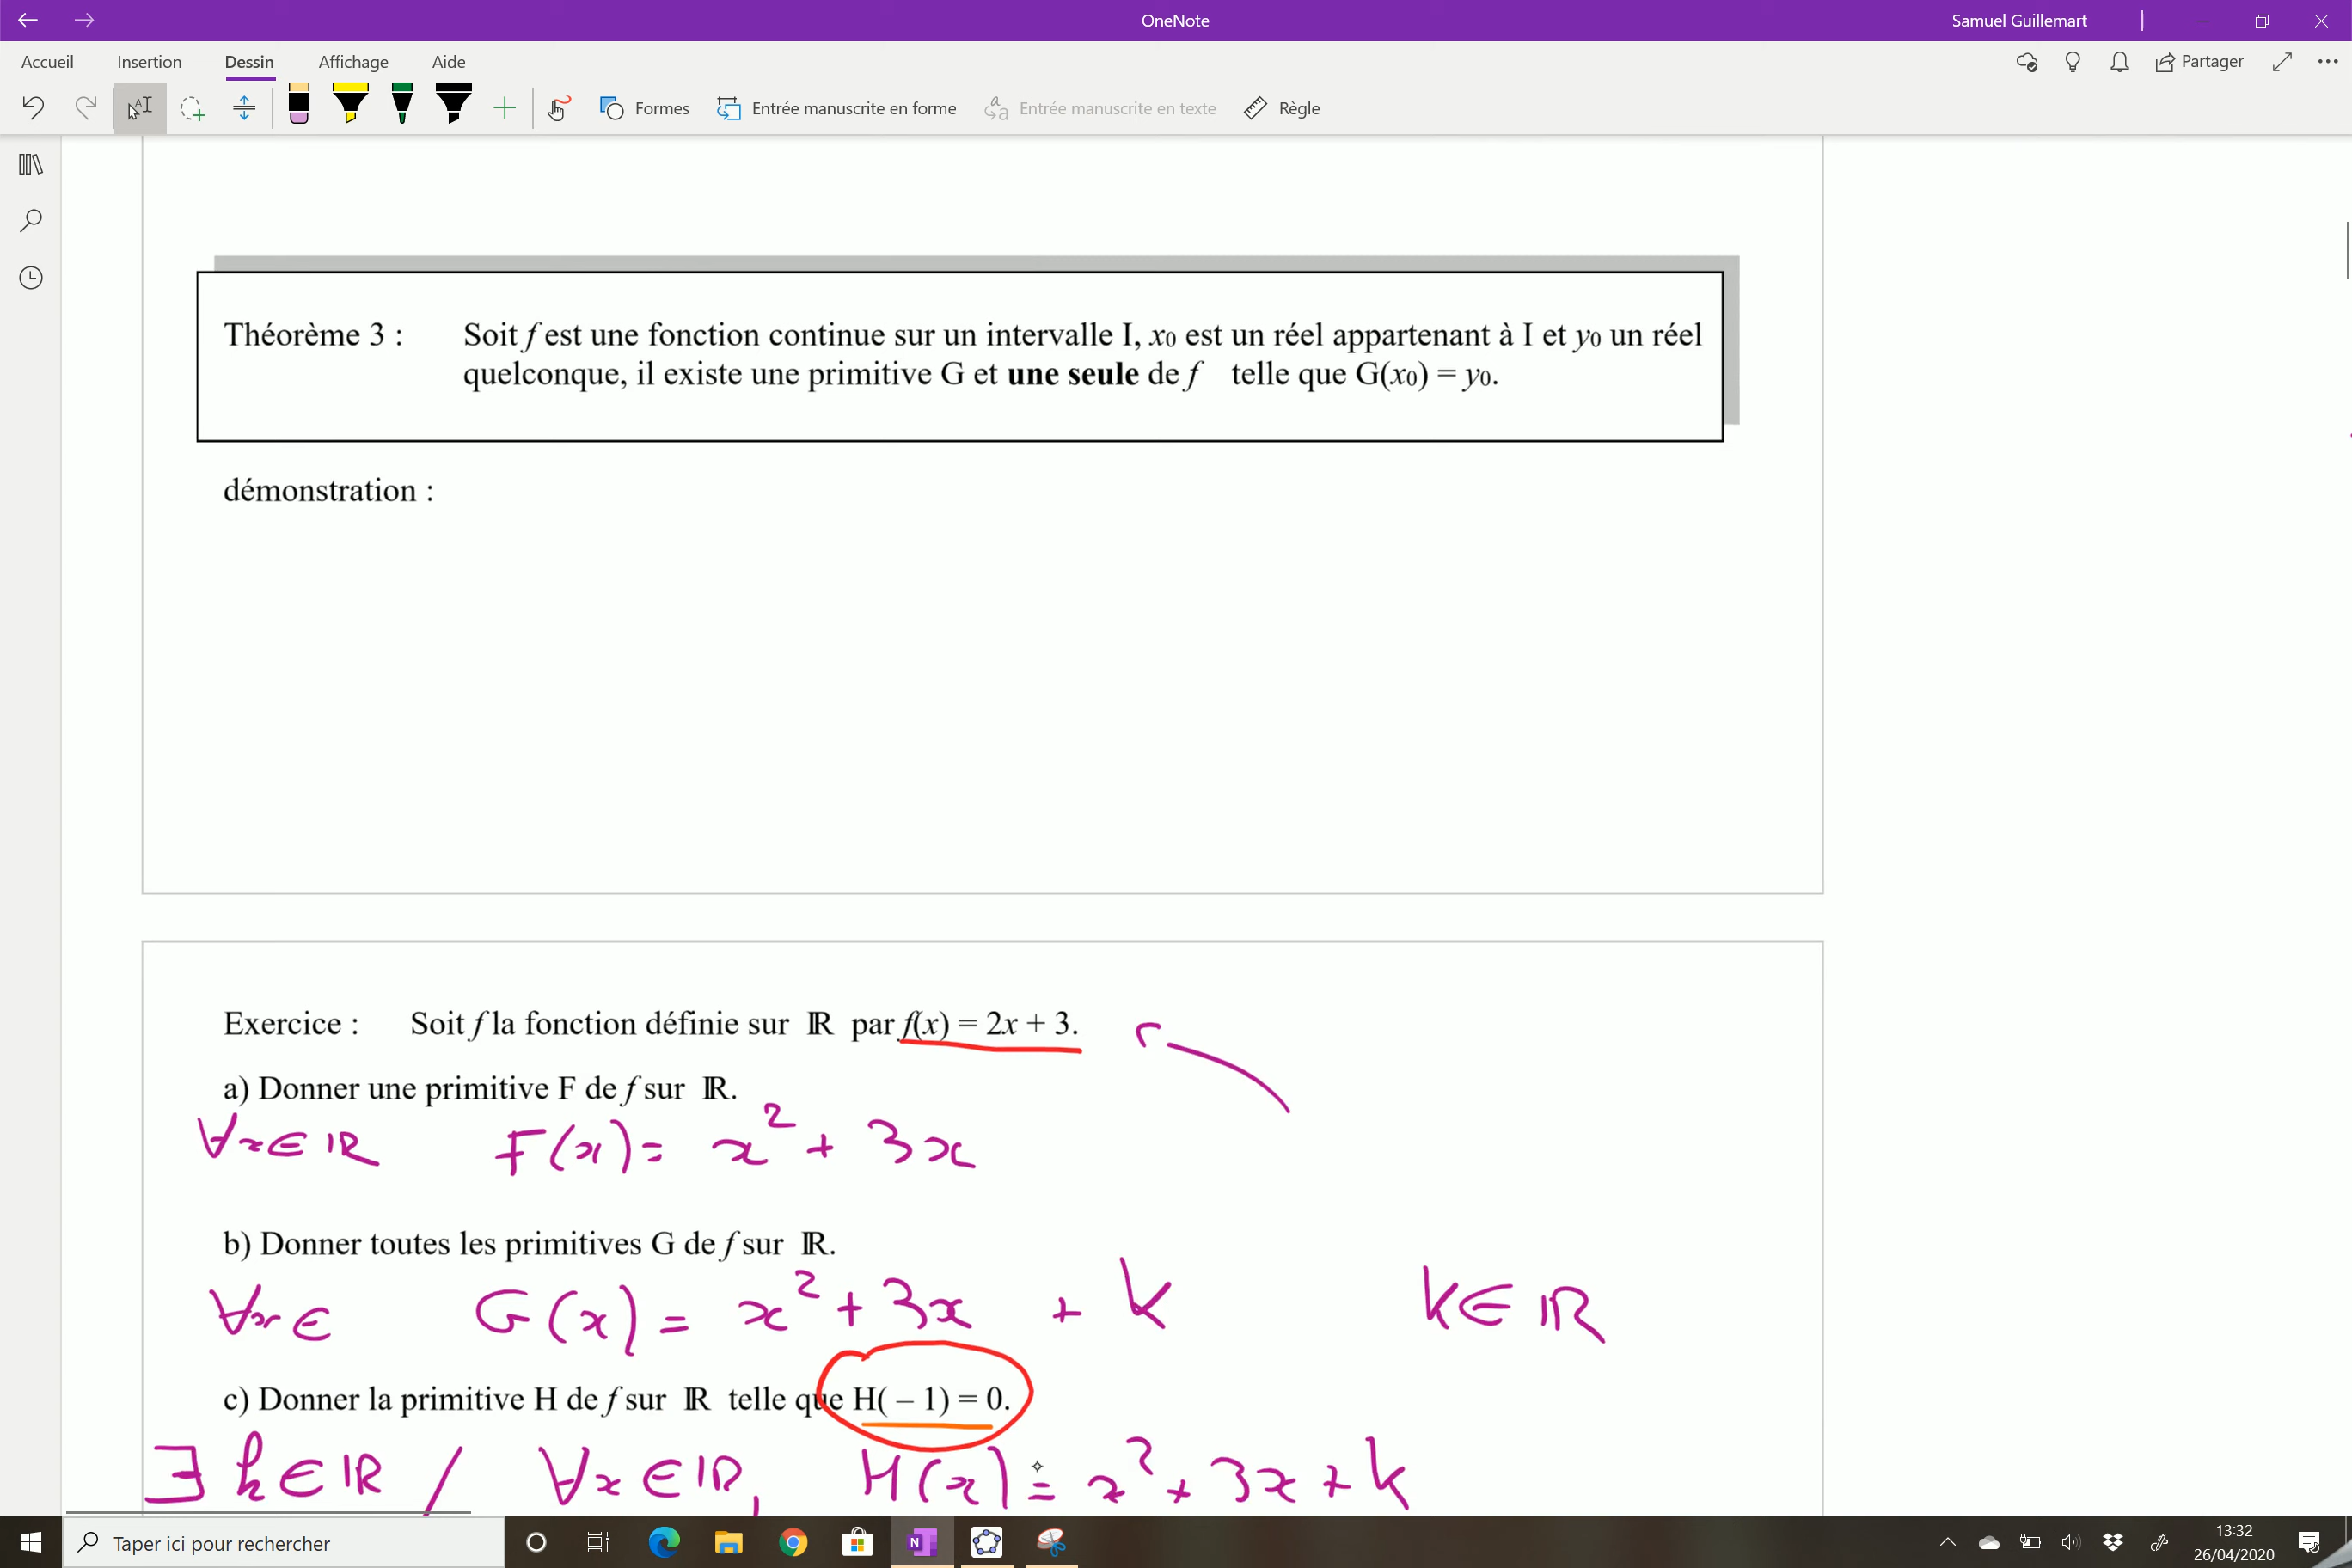 OneNote
Samuel Guillemart
Accueil Insertion Dessin Affichage Aide
Partager
Formes Entrée manuscrite en forme Entrée manuscrite en texte Règle
Théorème 3 : Soit f est une fonction continue sur un intervalle I, x0 est un réel appartenant à I et y0 un réel
quelconque, il existe une primitive G et une seule de f telle que G(x0) = y0.
démonstration :
Exercice : Soit f la fonction définie sur ℝ par f(x) = 2x + 3.
a) Donner une primitive F de f sur ℝ.
∀x∈ℝ F(x) = x² + 3x
b) Donner toutes les primitives G de f sur ℝ.
∀x∈ G(x) = x² + 3x + k k∈ℝ
c) Donner la primitive H de f sur ℝ telle que H( – 1) = 0.
∃ k∈ℝ / ∀x∈ℝ, H(x) = x² + 3x + k
Taper ici pour rechercher
13:32
26/04/2020